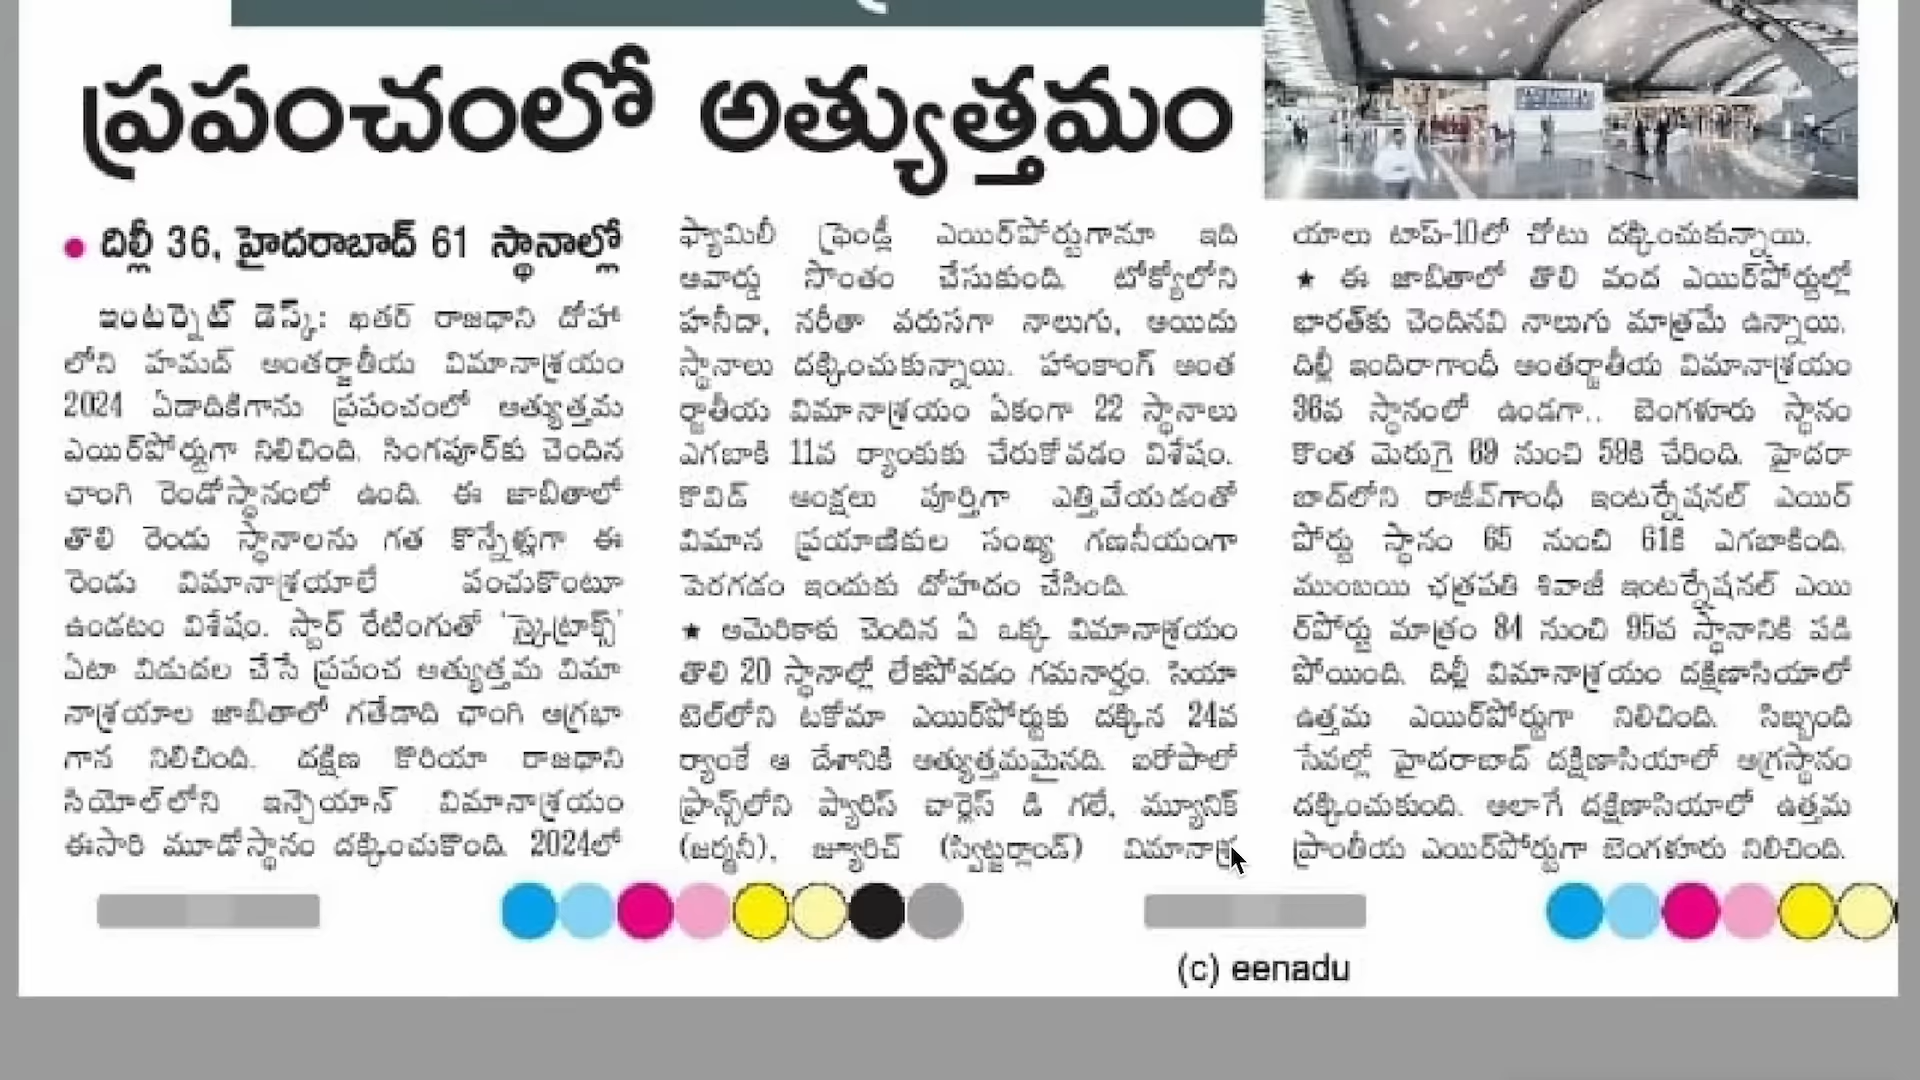 ప్రపంచంలో అత్యుత్తమం
● దిల్లీ 36, హైదరాబాద్ 61 స్థానాల్లో
ఇంటర్నెట్ డెస్క్: ఖతర్ రాజధాని దోహా
లోని హమద్ అంతర్జాతీయ విమానాశ్రయం
2024 ఏడాదికిగాను ప్రపంచంలో అత్యుత్తమ
ఎయిర్‌పోర్టుగా నిలిచింది. సింగపూర్‌కు చెందిన
ఛాంగి రెండోస్థానంలో ఉంది. ఈ జాబితాలో
తొలి రెండు స్థానాలను గత కొన్నేళ్లుగా ఈ
రెండు విమానాశ్రయాలే పంచుకొంటూ
ఉండటం విశేషం. స్టార్ రేటింగుతో 'స్కైట్రాక్స్'
ఏటా విడుదల చేసే ప్రపంచ అత్యుత్తమ విమా
నాశ్రయాల జాబితాలో గతేడాది ఛాంగి అగ్రభా
గాన నిలిచింది. దక్షిణ కొరియా రాజధాని
సియోల్‌లోని ఇన్చెయాన్ విమానాశ్రయం
ఈసారి మూడోస్థానం దక్కించుకొంది. 2024లో
ఫ్యామిలీ ఫ్రెండ్లీ ఎయిర్‌పోర్టుగానూ ఇది
అవార్డు సొంతం చేసుకుంది. టోక్యోలోని
హనీదా, నరీతా వరుసగా నాలుగు, అయిదు
స్థానాలు దక్కించుకున్నాయి. హాంకాంగ్ అంత
ర్జాతీయ విమానాశ్రయం ఏకంగా 22 స్థానాలు
ఎగబాకి 11వ ర్యాంకుకు చేరుకోవడం విశేషం.
కొవిడ్ ఆంక్షలు పూర్తిగా ఎత్తివేయడంతో
విమాన ప్రయాణికుల సంఖ్య గణనీయంగా
పెరగడం ఇందుకు దోహదం చేసింది.
★ అమెరికాకు చెందిన ఏ ఒక్క విమానాశ్రయం
తొలి 20 స్థానాల్లో లేకపోవడం గమనార్హం. సియా
టెల్‌లోని టకోమా ఎయిర్‌పోర్టుకు దక్కిన 24వ
ర్యాంకే ఆ దేశానికి అత్యుత్తమమైనది. ఐరోపాలో
ఫ్రాన్స్‌లోని ప్యారిస్ చార్లెస్ డి గలే, మ్యూనిక్
(జర్మనీ), జ్యూరిచ్ (స్విట్జర్లాండ్) విమానాశ్ర
యాలు టాప్-10లో చోటు దక్కించుకున్నాయి.
★ ఈ జాబితాలో తొలి వంద ఎయిర్‌పోర్టుల్లో
భారత్‌కు చెందినవి నాలుగు మాత్రమే ఉన్నాయి.
దిల్లీ ఇందిరాగాంధీ అంతర్జాతీయ విమానాశ్రయం
36వ స్థానంలో ఉండగా.. బెంగళూరు స్థానం
కొంత మెరుగై 69 నుంచి 59కి చేరింది. హైదరా
బాద్‌లోని రాజీవ్‌గాంధీ ఇంటర్నేషనల్ ఎయిర్
పోర్టు స్థానం 65 నుంచి 61కి ఎగబాకింది.
ముంబయి ఛత్రపతి శివాజీ ఇంటర్నేషనల్ ఎయి
ర్‌పోర్టు మాత్రం 84 నుంచి 95వ స్థానానికి పడి
పోయింది. దిల్లీ విమానాశ్రయం దక్షిణాసియాలో
ఉత్తమ ఎయిర్‌పోర్టుగా నిలిచింది. సిబ్బంది
సేవల్లో హైదరాబాద్ దక్షిణాసియాలో అగ్రస్థానం
దక్కించుకుంది. అలాగే దక్షిణాసియాలో ఉత్తమ
ప్రాంతీయ ఎయిర్‌పోర్టుగా బెంగళూరు నిలిచింది.
(c) eenadu